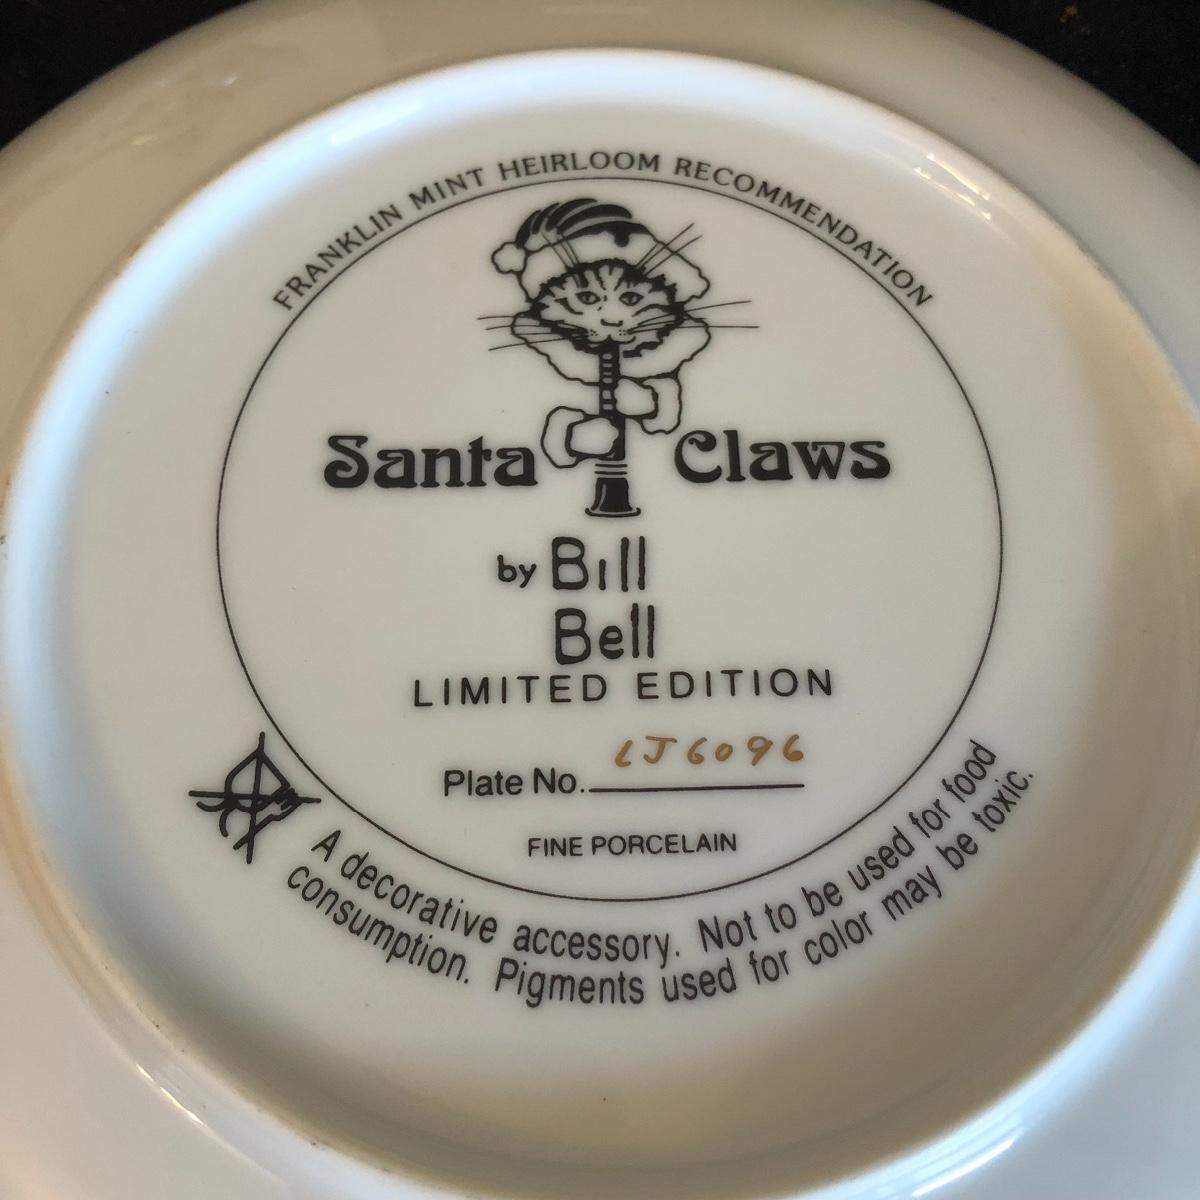 FRANKLIN MINT HEIRLOOM RECOMMENDATION
Santa Claws
by Bill
Bell
LIMITED EDITION
Plate No. LJ6096
FINE PORCELAIN
A decorative accessory. Not to be used for food
consumption. Pigments used for color may be toxic.